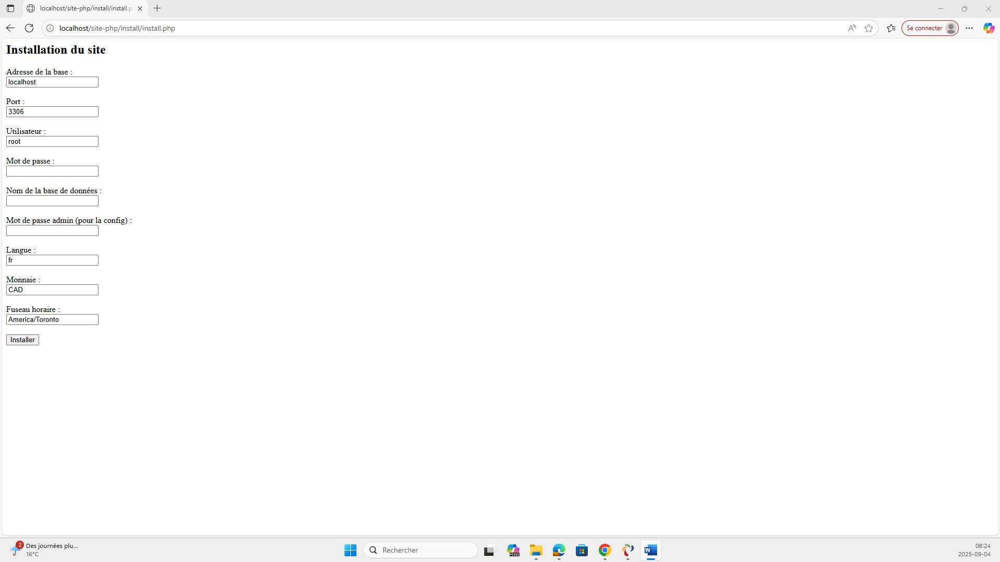 localhost/site-php/install/install.p
localhost/site-php/install/install.php
Se connecter
Installation du site
Adresse de la base :
localhost
Port :
3306
Utilisateur :
root
Mot de passe :
Nom de la base de données :
Mot de passe admin (pour la config) :
Langue :
fr
Monnaie :
CAD
Fuseau horaire :
America/Toronto
Installer
2
Des journées plu...
16°C
Rechercher
M365
W
08:24
2025-09-04